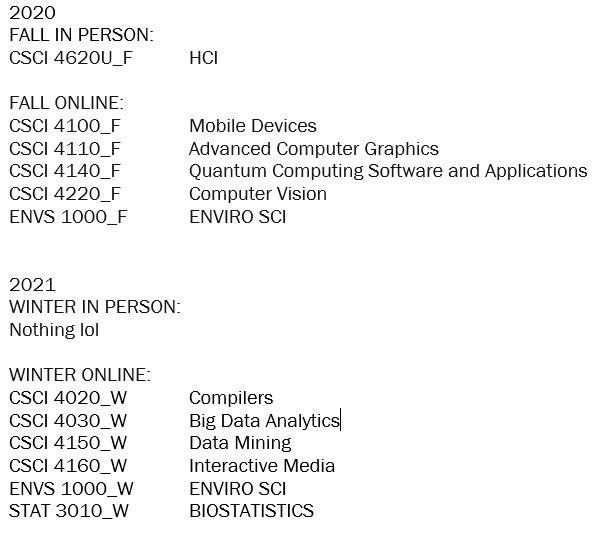 2020
FALL IN PERSON:
CSCI 4620U_F HCI
FALL ONLINE:
CSCI 4100_F Mobile Devices
CSCI 4110_F Advanced Computer Graphics
CSCI 4140_F Quantum Computing Software and Applications
CSCI 4220_F Computer Vision
ENVS 1000_F ENVIRO SCI
2021
WINTER IN PERSON:
Nothing lol
WINTER ONLINE:
CSCI 4020_W Compilers
CSCI 4030_W Big Data Analytics
CSCI 4150_W Data Mining
CSCI 4160_W Interactive Media
ENVS 1000_W ENVIRO SCI
STAT 3010_W BIOSTATISTICS